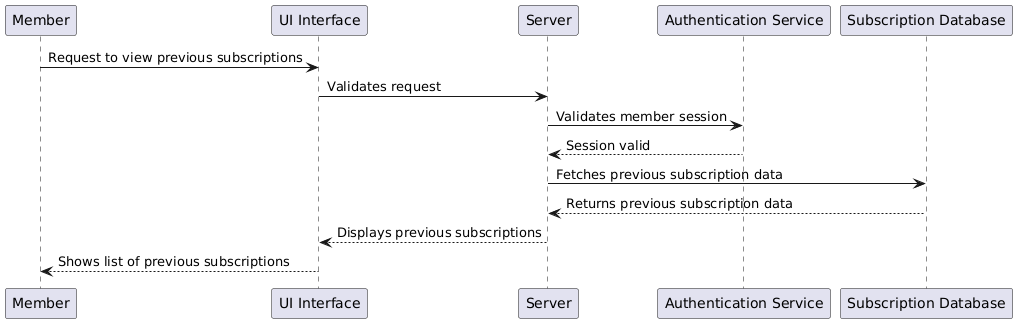 Member UI Interface Server Authentication Service Subscription Database
Request to view previous subscriptions
Validates request
Validates member session
Session valid
Fetches previous subscription data
Returns previous subscription data
Displays previous subscriptions
Shows list of previous subscriptions
Member UI Interface Server Authentication Service Subscription Database